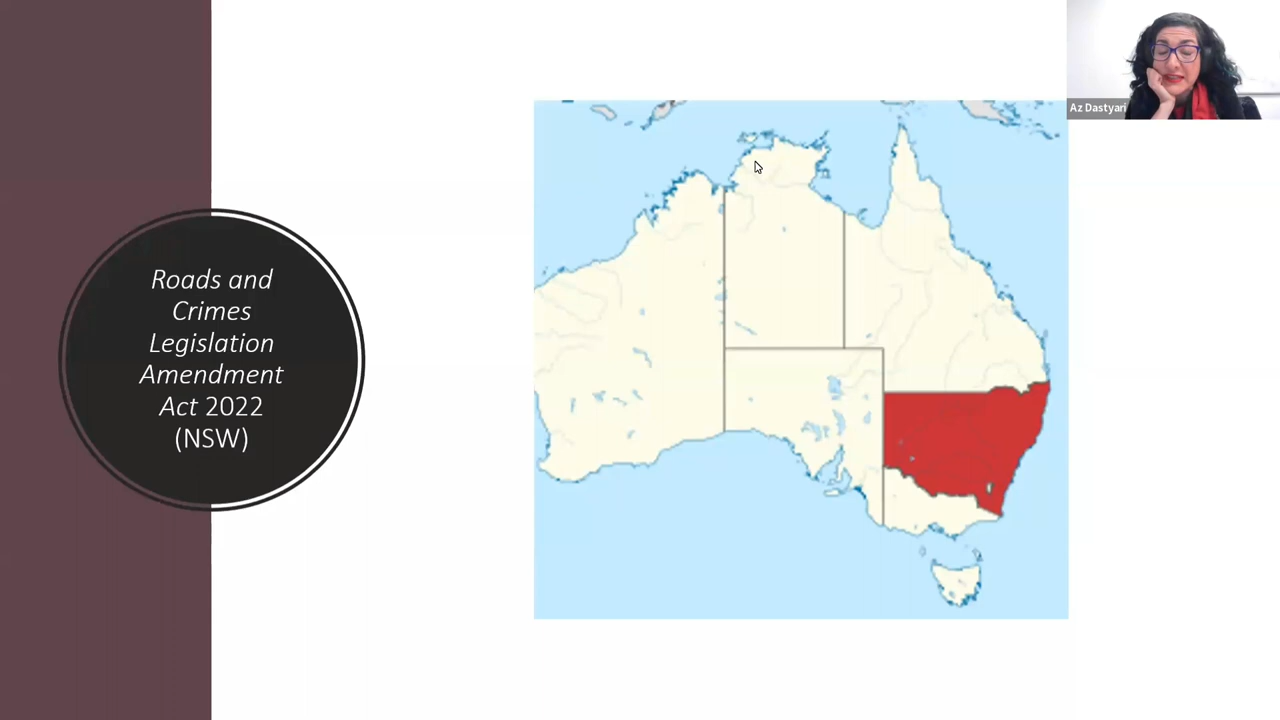 Az Dastyari
Roads and
Crimes
Legislation
Amendment
Act 2022
(NSW)